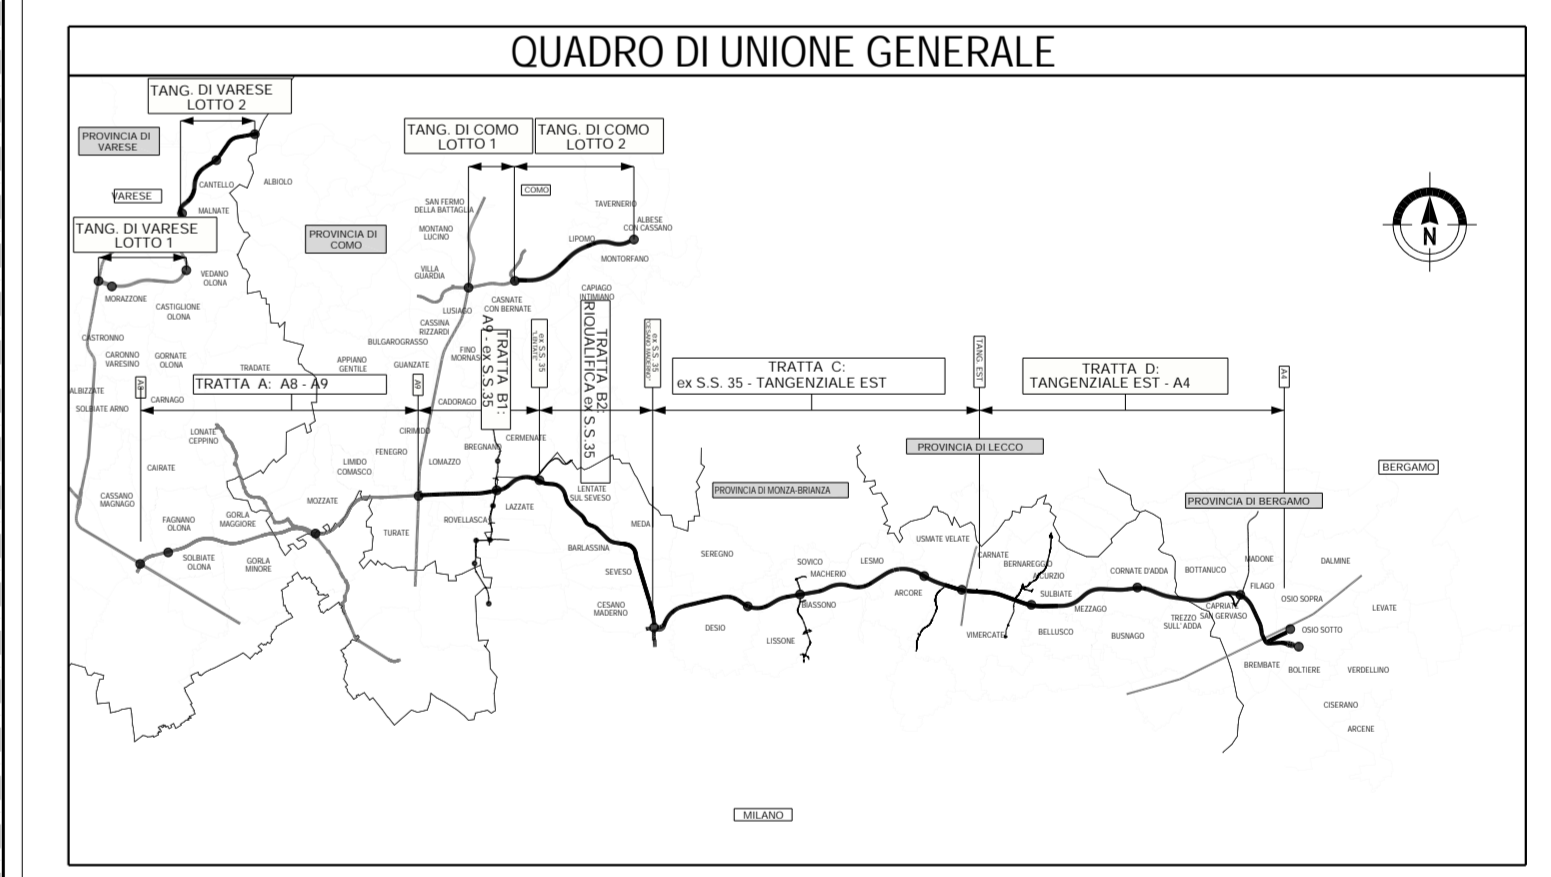 QUADRO DI UNIONE GENERALE
TANG. DI VARESE
LOTTO 2
PROVINCIA DI
VARESE
VARESE
CANTELLO
ALBIOLO
MALNATE
TANG. DI VARESE
LOTTO 1
VEDANO
OLONA
MORAZZONE
CASTIGLIONE
OLONA
PROVINCIA DI
COMO
TANG. DI COMO
LOTTO 1
TANG. DI COMO
LOTTO 2
COMO
SAN FERMO
DELLA BATTAGLIA
MONTANO
LUCINO
TAVERNERIO
ALBESE
CON CASSANO
LIPOMO
MONTORFANO
VILLA
GUARDIA
CAPIAGO
INTIMIANO
CASNATE
CON BERNATE
LUSIAGO
CASSINA
RIZZARDI
BULGAROGRASSO
FINO
MORNAS
CASTRONNO
CARONNO
VARESINO
GORNATE
OLONA
TRADATE
APPIANO
GENTILE
GUANZATE
ALBIZZATE
SOLBIATE ARNO
CARNAGO
A8
TRATTA A: A8 - A9
A9
CADORAGO
TRATTA B1:
A9 - ex S.S.35
ex S.S. 35
"LENTATE"
TRATTA B2:
RIQUALIFICA ex S.S.35
ex S.S. 35
"CESANO MADERNO"
TRATTA C:
ex S.S. 35 - TANGENZIALE EST
TANG. EST
TRATTA D:
TANGENZIALE EST - A4
A4
LONATE
CEPPINO
CAIRATE
LIMIDO
COMASCO
FENEGRO
CIRIMIDO
LOMAZZO
BREGNANO
CERMENATE
LENTATE
SUL SEVESO
LAZZATE
PROVINCIA DI LECCO
PROVINCIA DI MONZA-BRIANZA
BERGAMO
PROVINCIA DI BERGAMO
CASSANO
MAGNAGO
FAGNANO
OLONA
GORLA
MAGGIORE
MOZZATE
TURATE
ROVELLASCA
MEDA
BARLASSINA
SEVESO
SOLBIATE
OLONA
GORLA
MINORE
CESANO
MADERNO
SEREGNO
DESIO
SOVICO
MACHERIO
BIASSONO
LISSONE
LESMO
ARCORE
USMATE VELATE
CARNATE
BERNAREGGIO
AICURZIO
SULBIATE
MEZZAGO
VIMERCATE
BELLUSCO
BUSNAGO
CORNATE D'ADDA
BOTTANUCO
MADONE
FILAGO
DALMINE
OSIO SOPRA
LEVATE
CAPRIATE
SAN GERVASO
TREZZO
SULL'ADDA
OSIO SOTTO
BREMBATE
BOLTIERE
VERDELLINO
CISERANO
ARCENE
MILANO
N